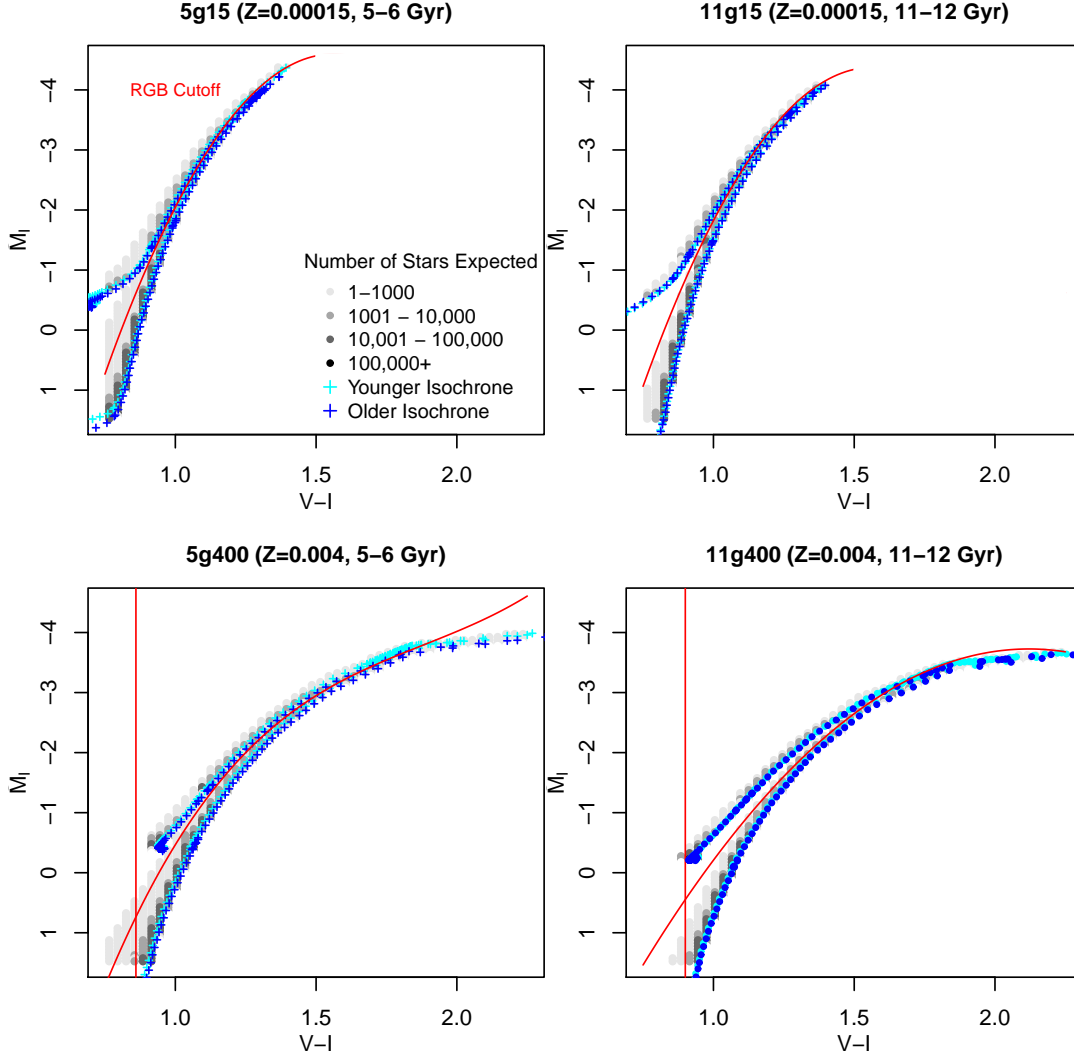 5g15 (Z=0.00015, 5−6 Gyr)
11g15 (Z=0.00015, 11−12 Gyr)
RGB Cutoff
Number of Stars Expected
1−1000
1001 − 10,000
10,001 − 100,000
100,000+
Younger Isochrone
Older Isochrone
−4
−3
−2
−1
0
1
M_I
1.0 1.5 2.0
V−I
−4
−3
−2
−1
0
1
M_I
1.0 1.5 2.0
V−I
5g400 (Z=0.004, 5−6 Gyr)
11g400 (Z=0.004, 11−12 Gyr)
−4
−3
−2
−1
0
1
M_I
1.0 1.5 2.0
V−I
−4
−3
−2
−1
0
1
M_I
1.0 1.5 2.0
V−I